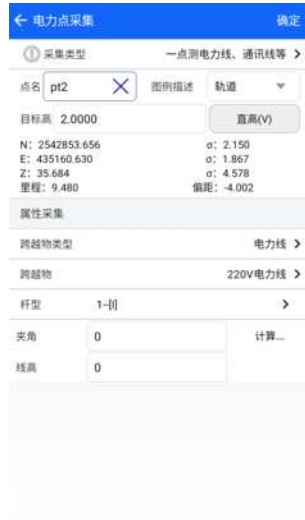 ← 电力点采集 确定
① 采集类型 一点测电力线、通讯线等 >
点名 pt2 图例描述 轨道
目标高 2.0000 直高(V)
N: 2542853.656 σ: 2.150
E: 435160.630 σ: 1.867
Z: 35.684 σ: 4.578
里程: 9.480 偏距: -4.002
属性采集
跨越物类型 电力线 >
跨越物 220V电力线 >
杆型 1--[I] >
夹角 0 计算...
线高 0